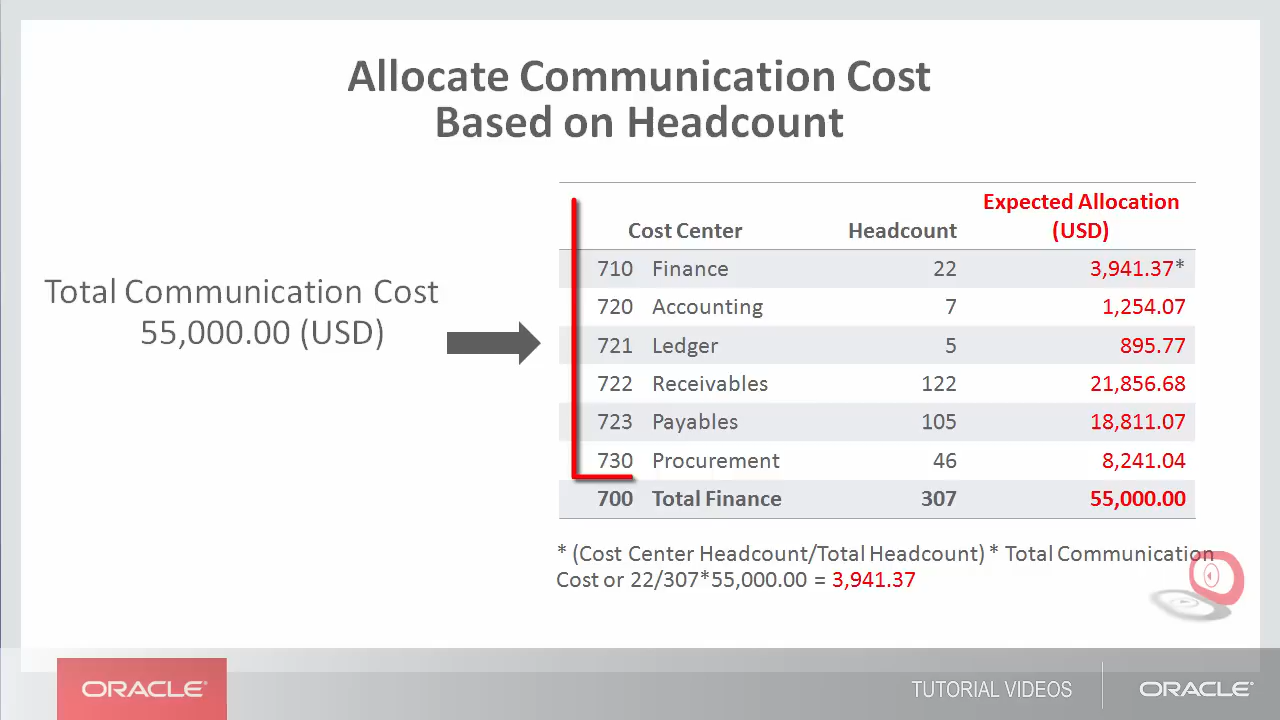 Allocate Communication Cost
Based on Headcount
Total Communication Cost
55,000.00 (USD)
Cost Center Headcount Expected Allocation (USD)
710 Finance 22 3,941.37*
720 Accounting 7 1,254.07
721 Ledger 5 895.77
722 Receivables 122 21,856.68
723 Payables 105 18,811.07
730 Procurement 46 8,241.04
700 Total Finance 307 55,000.00
* (Cost Center Headcount/Total Headcount) * Total Communication
Cost or 22/307*55,000.00 = 3,941.37
ORACLE®
TUTORIAL VIDEOS
ORACLE®